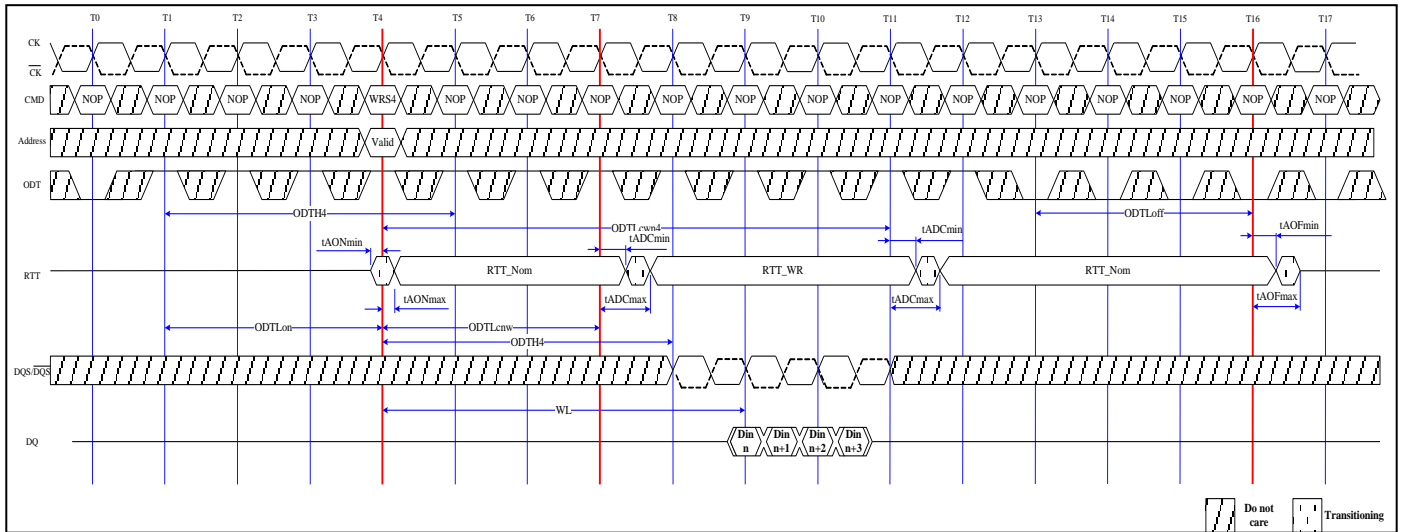 T0 T1 T2 T3 T4 T5 T6 T7 T8 T9 T10 T11 T12 T13 T14 T15 T16 T17
CK
CK
CMD NOP NOP NOP NOP WRS4 NOP NOP NOP NOP NOP NOP NOP NOP NOP NOP NOP NOP NOP
Address Valid
ODT
ODTH4 ODTLcwn4 ODTLoff
tAONmin tADCmin tADCmin tAOFmin
RTT RTT_Nom RTT_WR RTT_Nom
tAONmax tADCmax tADCmax tAOFmax
ODTLon ODTLcnw
ODTH4
DQS/DQS
WL
DQ Din n Din n+1 Din n+2 Din n+3
Do not care Transitioning